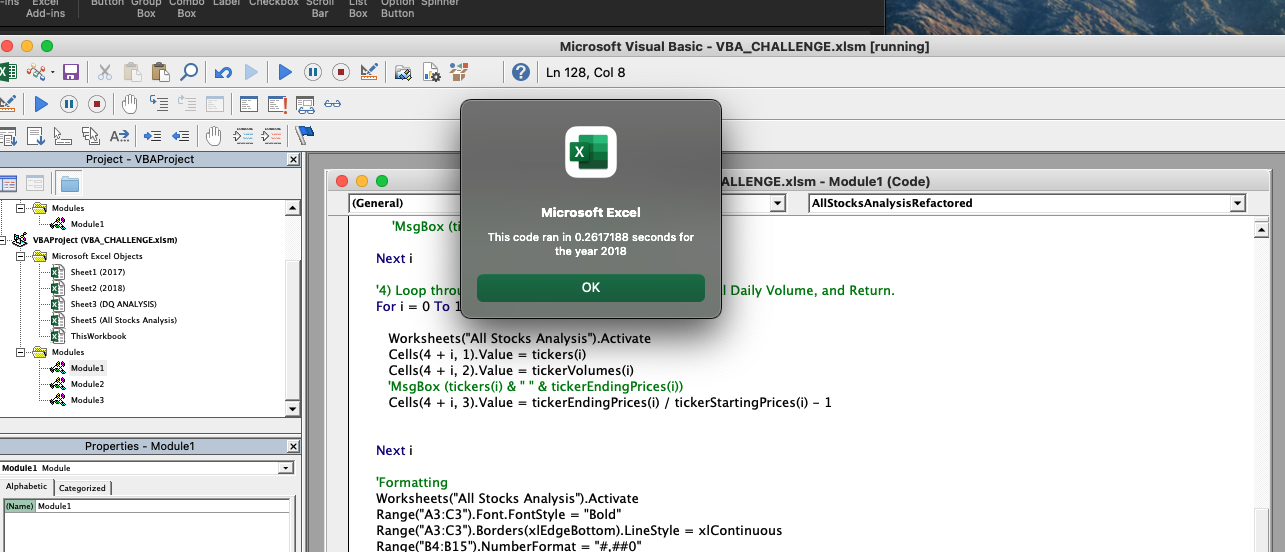 -ins Excel Button Group Combo Label Checkbox Scroll List Option Spinner
Add-ins Box Box Bar Box Button
Microsoft Visual Basic - VBA_CHALLENGE.xlsm [running]
Ln 128, Col 8
Project - VBAProject
Modules
Module1
VBAProject (VBA_CHALLENGE.xlsm)
Microsoft Excel Objects
Sheet1 (2017)
Sheet2 (2018)
Sheet3 (DQ ANALYSIS)
Sheet5 (All Stocks Analysis)
ThisWorkbook
Modules
Module1
Module2
Module3
Properties - Module1
Module1 Module
Alphabetic Categorized
(Name) Module1
Microsoft Excel
This code ran in 0.2617188 seconds for
the year 2018
OK
ALLENGE.xlsm - Module1 (Code)
(General) AllStocksAnalysisRefactored
'MsgBox (ti
Next i
'4) Loop throu l Daily Volume, and Return.
For i = 0 To 1
Worksheets("All Stocks Analysis").Activate
Cells(4 + i, 1).Value = tickers(i)
Cells(4 + i, 2).Value = tickerVolumes(i)
'MsgBox (tickers(i) & " " & tickerEndingPrices(i))
Cells(4 + i, 3).Value = tickerEndingPrices(i) / tickerStartingPrices(i) - 1
Next i
'Formatting
Worksheets("All Stocks Analysis").Activate
Range("A3:C3").Font.FontStyle = "Bold"
Range("A3:C3").Borders(xlEdgeBottom).LineStyle = xlContinuous
Range("B4:B15").NumberFormat = "#,##0"